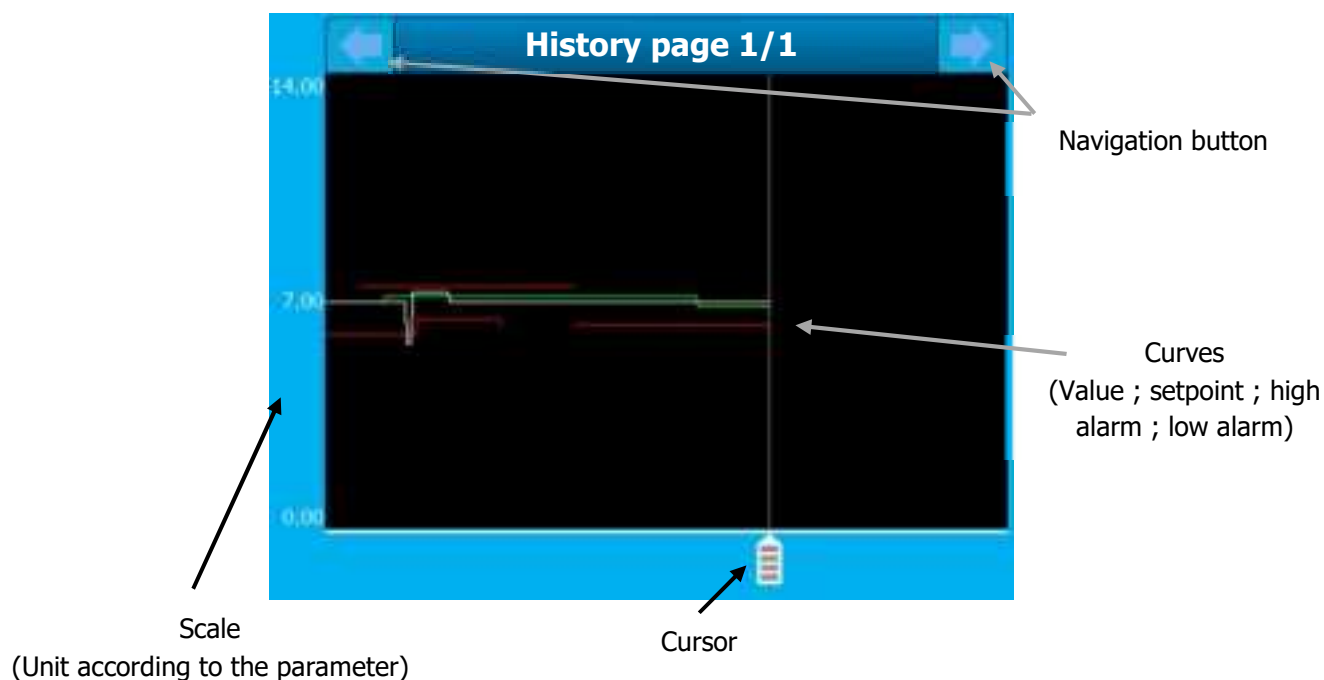 History page 1/1
14,00
Navigation button
7,00
Curves
(Value ; setpoint ; high
alarm ; low alarm)
0,00
Scale
(Unit according to the parameter)
Cursor